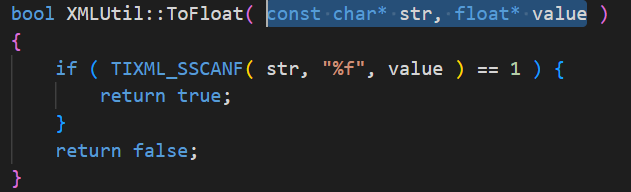 bool XMLUtil::ToFloat( const char* str, float* value )
{
    if ( TIXML_SSCANF( str, "%f", value ) == 1 ) {
        return true;
    }
    return false;
}